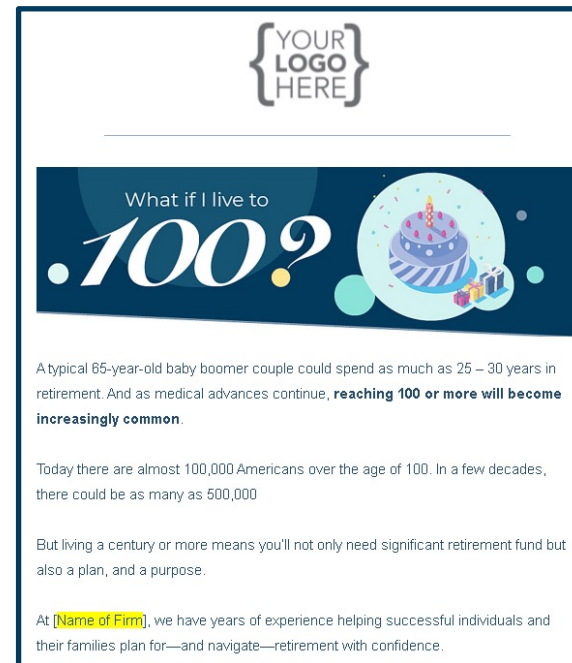 {YOUR
LOGO
HERE}
What if I live to
100?
A typical 65-year-old baby boomer couple could spend as much as 25 – 30 years in
retirement. And as medical advances continue, reaching 100 or more will become
increasingly common.
Today there are almost 100,000 Americans over the age of 100. In a few decades,
there could be as many as 500,000
But living a century or more means you'll not only need significant retirement fund but
also a plan, and a purpose.
At [Name of Firm], we have years of experience helping successful individuals and
their families plan for—and navigate—retirement with confidence.